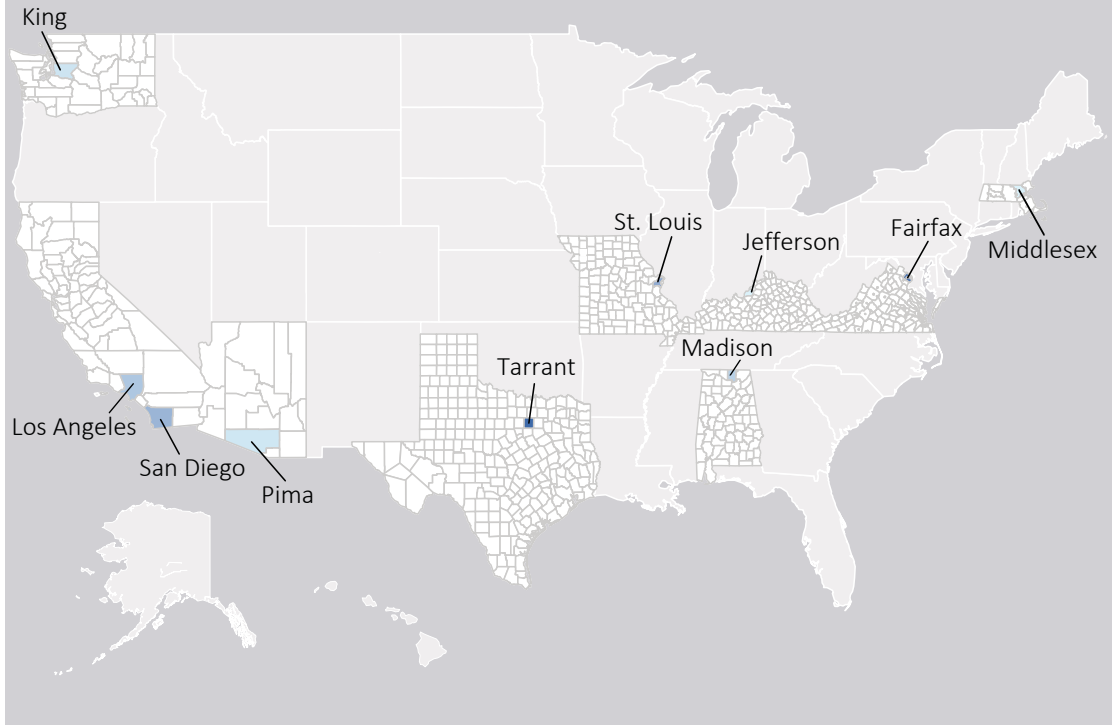 King
St. Louis
Jefferson
Fairfax
Middlesex
Madison
Tarrant
Los Angeles
San Diego
Pima